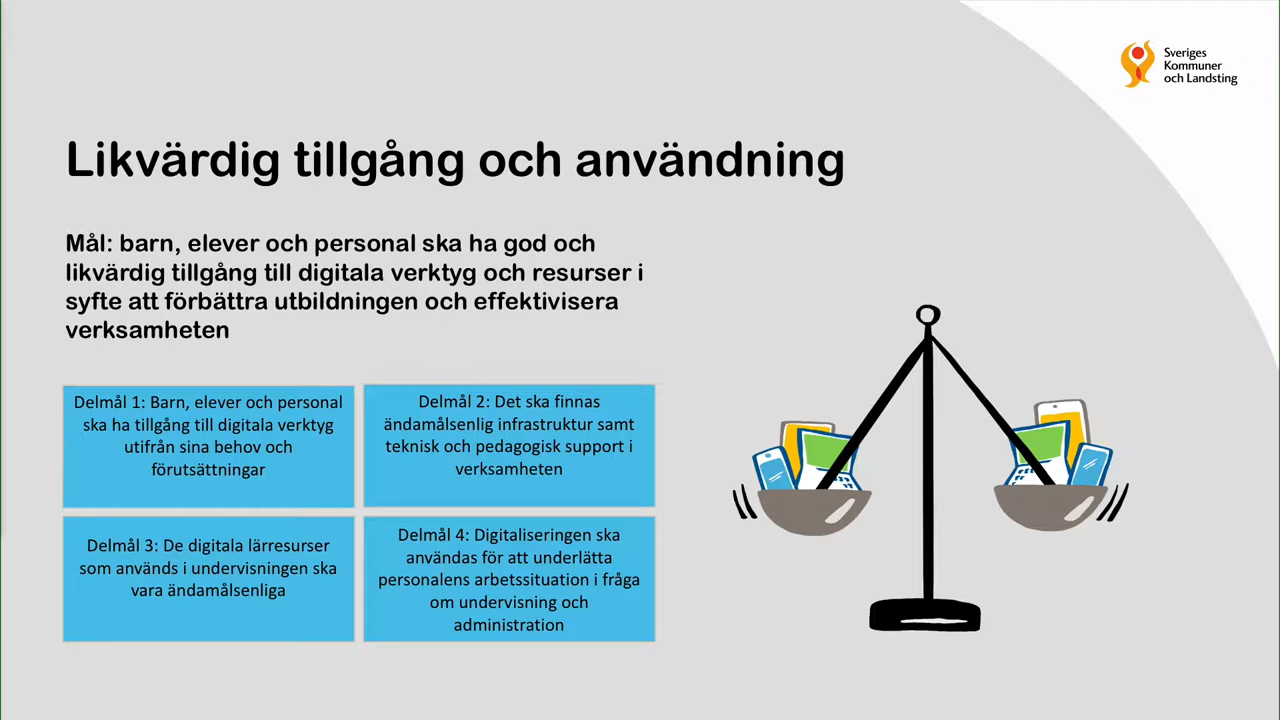 Sveriges
Kommuner
och Landsting
Likvärdig tillgång och användning
Mål: barn, elever och personal ska ha god och
likvärdig tillgång till digitala verktyg och resurser i
syfte att förbättra utbildningen och effektivisera
verksamheten
Delmål 1: Barn, elever och personal
ska ha tillgång till digitala verktyg
utifrån sina behov och
förutsättningar
Delmål 2: Det ska finnas
ändamålsenlig infrastruktur samt
teknisk och pedagogisk support i
verksamheten
Delmål 3: De digitala lärresurser
som används i undervisningen ska
vara ändamålsenliga
Delmål 4: Digitaliseringen ska
användas för att underlätta
personalens arbetssituation i fråga
om undervisning och
administration